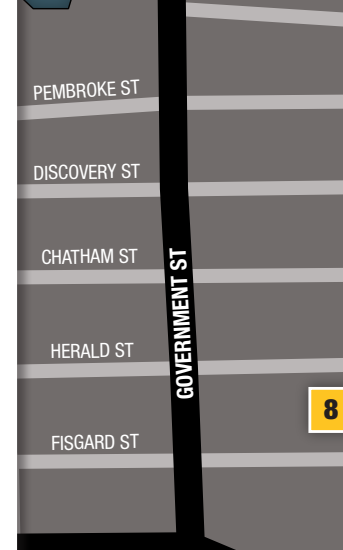 PEMBROKE ST
DISCOVERY ST
CHATHAM ST
GOVERNMENT ST
HERALD ST
8
FISGARD ST